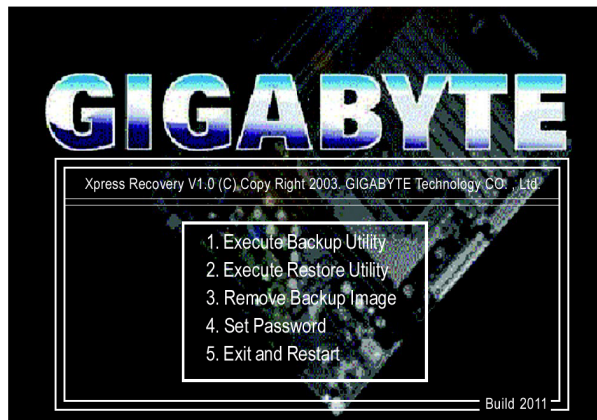 GIGABYTE
Xpress Recovery V1.0 (C) Copy Right 2003. GIGABYTE Technology CO. , Ltd.
1. Execute Backup Utility
2. Execute Restore Utility
3. Remove Backup Image
4. Set Password
5. Exit and Restart
Build 2011